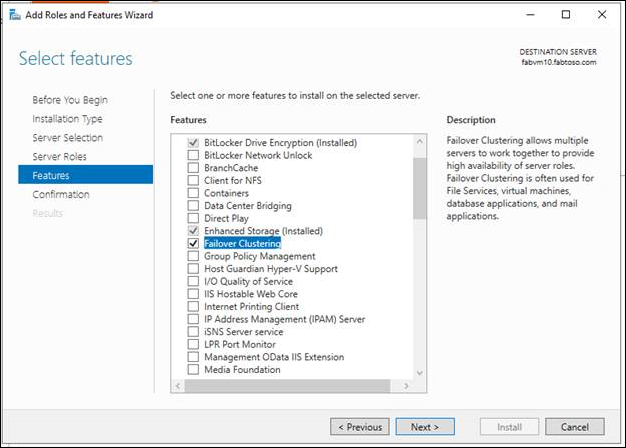 Add Roles and Features Wizard
Select features
DESTINATION SERVER
fabvm10.fabtoso.com
Before You Begin
Installation Type
Server Selection
Server Roles
Features
Confirmation
Results
Select one or more features to install on the selected server.
Features
BitLocker Drive Encryption (Installed)
BitLocker Network Unlock
BranchCache
Client for NFS
Containers
Data Center Bridging
Direct Play
Enhanced Storage (Installed)
Failover Clustering
Group Policy Management
Host Guardian Hyper-V Support
I/O Quality of Service
IIS Hostable Web Core
Internet Printing Client
IP Address Management (IPAM) Server
iSNS Server service
LPR Port Monitor
Management OData IIS Extension
Media Foundation
Description
Failover Clustering allows multiple
servers to work together to provide
high availability of server roles.
Failover Clustering is often used for
File Services, virtual machines,
database applications, and mail
applications.
< Previous
Next >
Install
Cancel